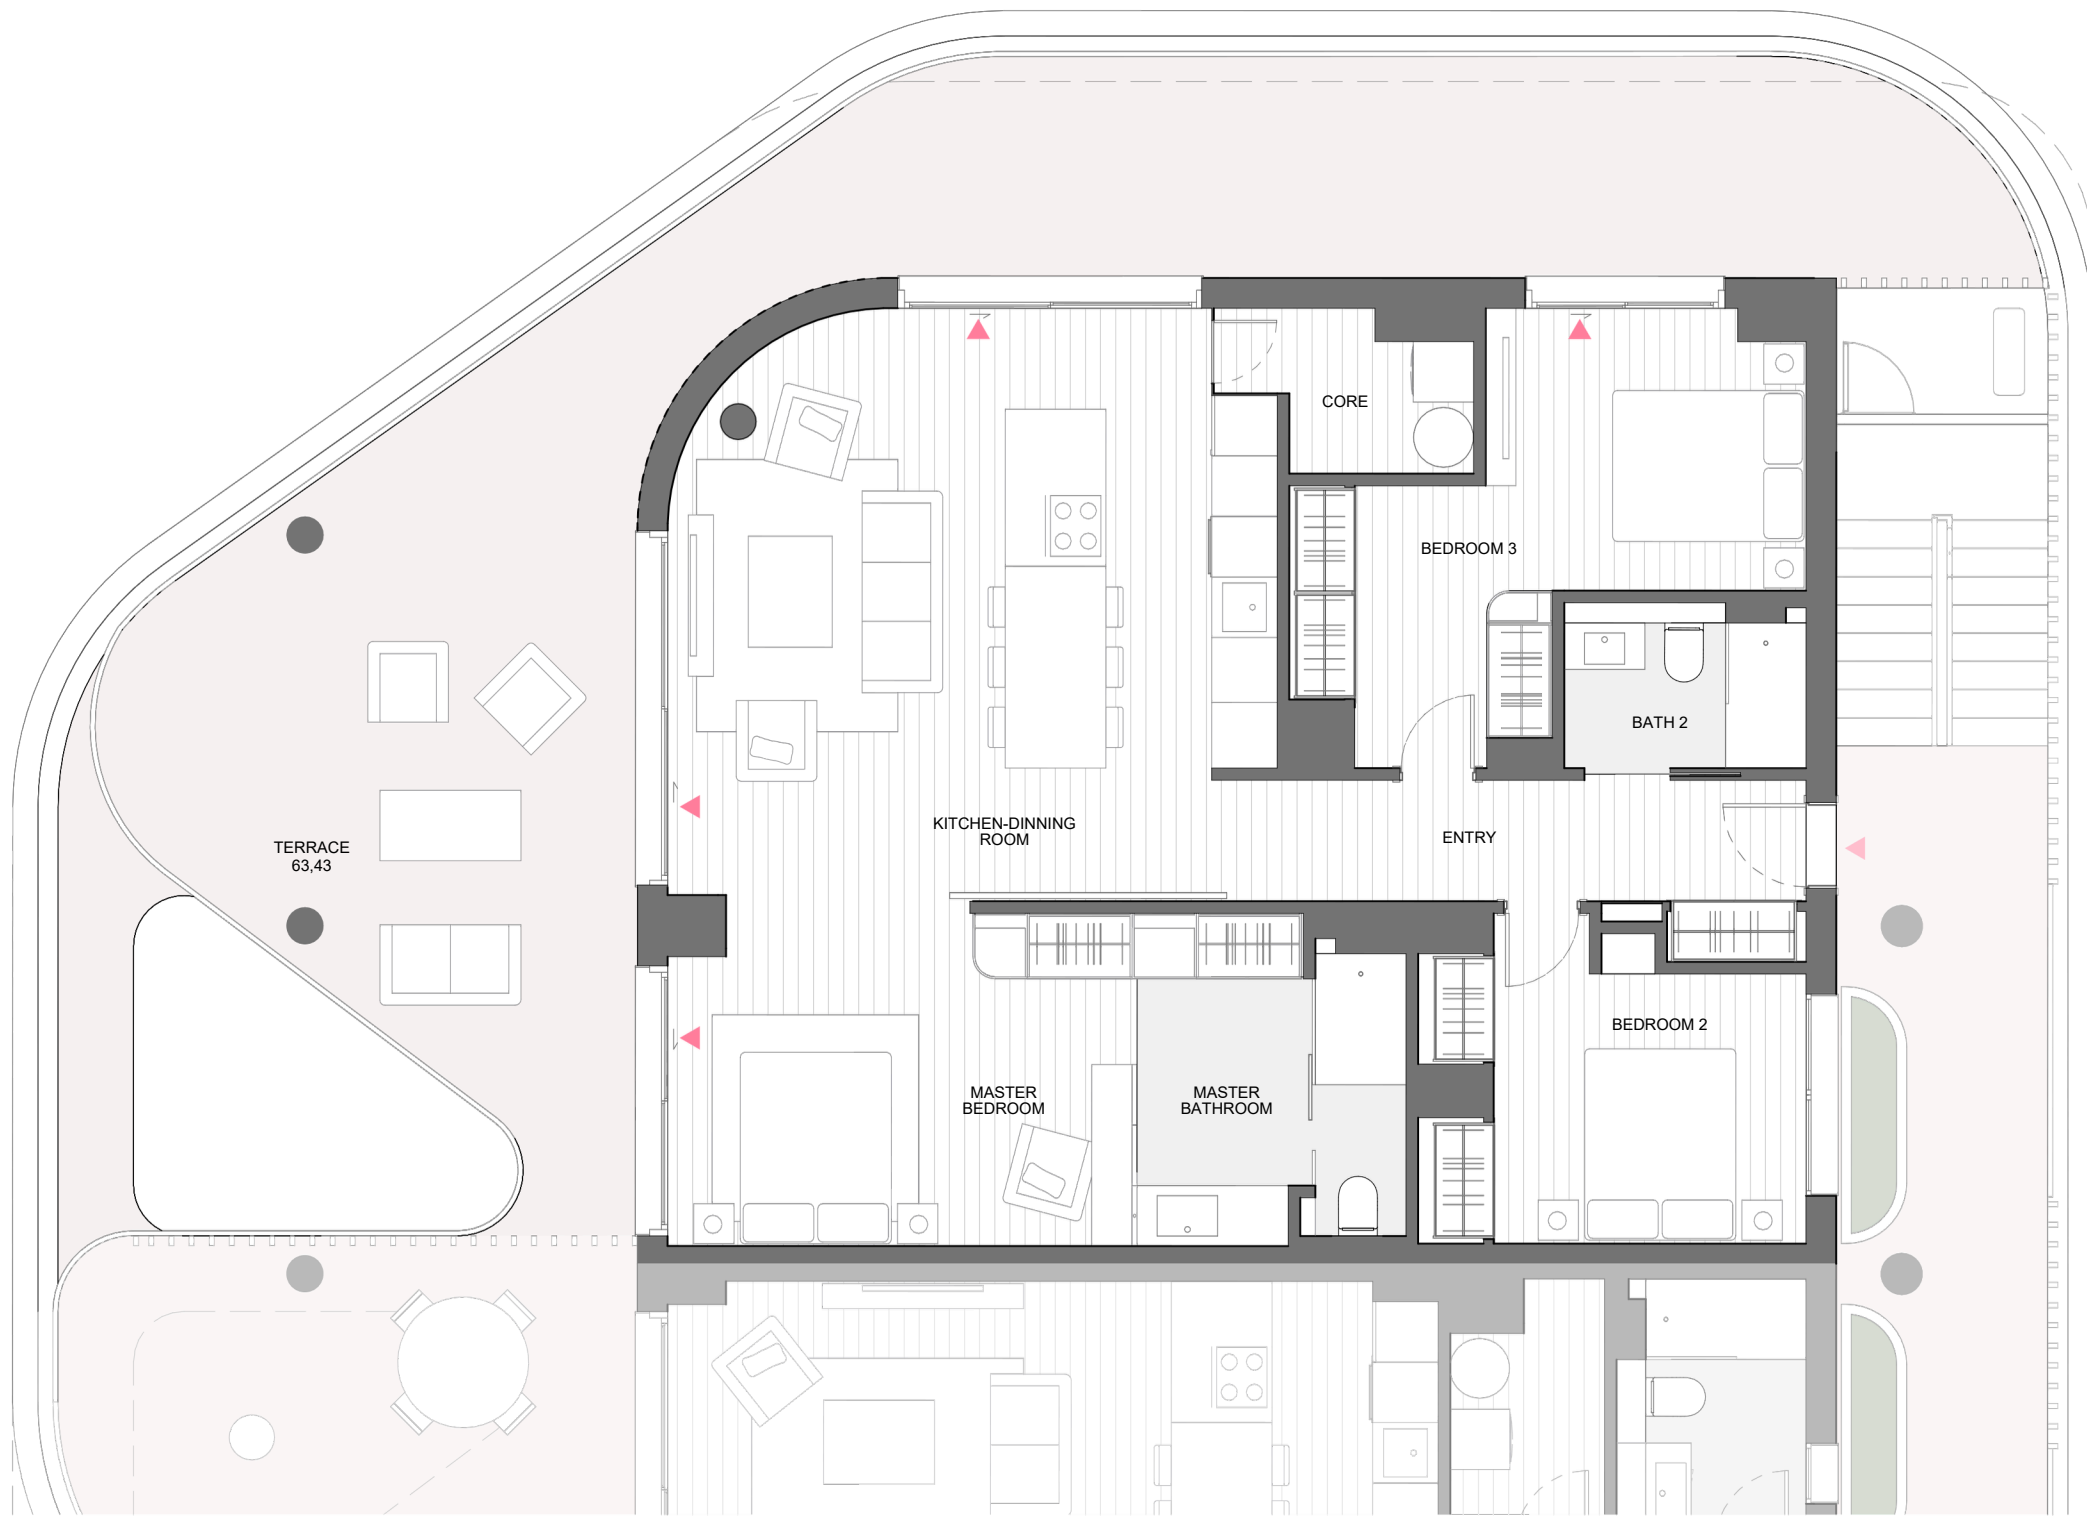 CORE
BEDROOM 3
BATH 2
KITCHEN-DINNING
ROOM
ENTRY
TERRACE
63,43
BEDROOM 2
MASTER
BEDROOM
MASTER
BATHROOM